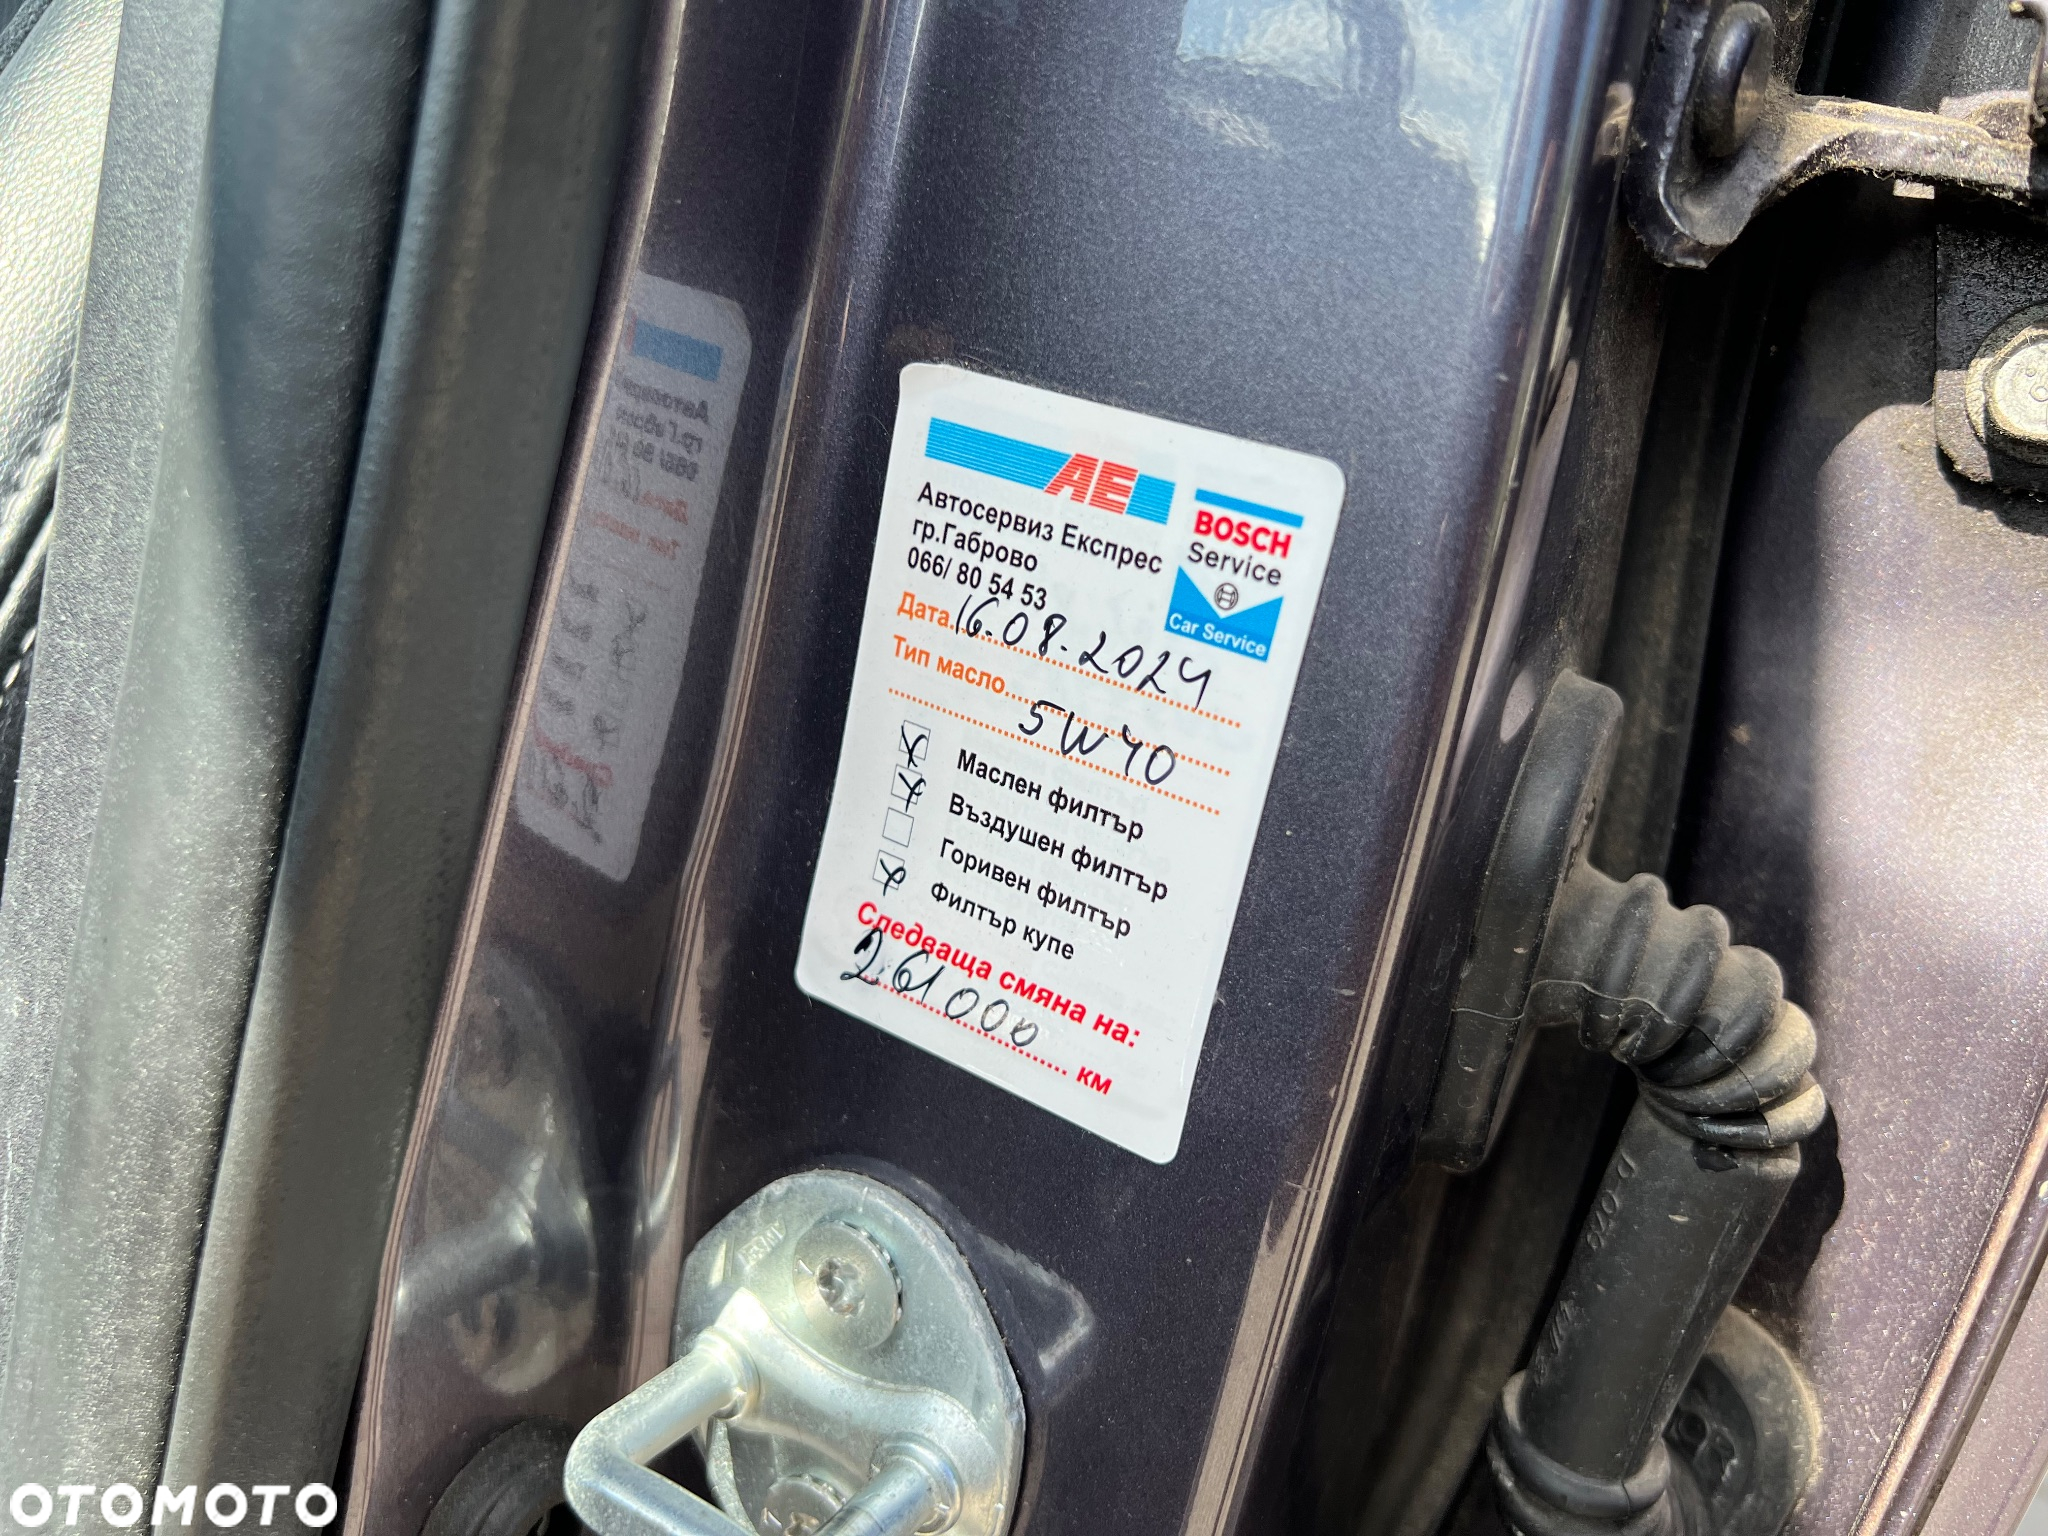 AE
Автосервиз Експрес
гр.Габрово
066/ 80 54 53
BOSCH
Service
Car Service
Дата 16.08.2024
Тип масло 5W40
x Маслен филтър
x Въздушен филтър
Горивен филтър
x Филтър купе
Следваща смяна на:
261000 км
OTOMOTO